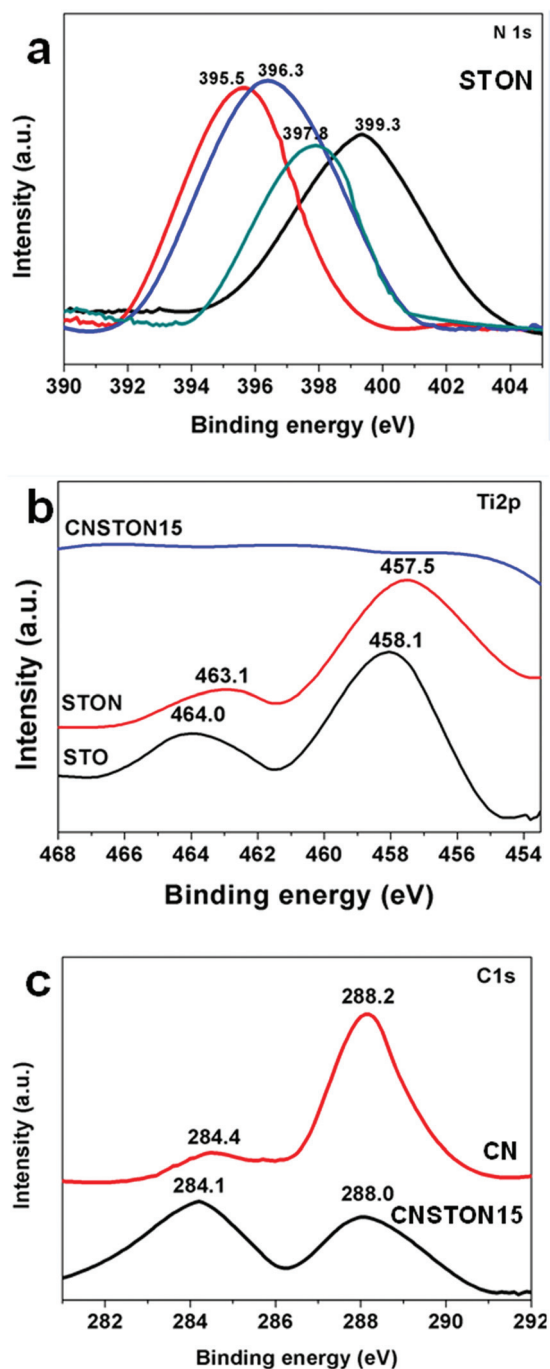 a
N 1s
STON
395.5
396.3
397.8
399.3
Intensity (a.u.)
390 392 394 396 398 400 402 404
Binding energy (eV)
b
Ti2p
CNSTON15
457.5
463.1
458.1
STON
464.0
STO
Intensity (a.u.)
468 466 464 462 460 458 456 454
Binding energy (eV)
c
C1s
288.2
284.4
CN
284.1
288.0
CNSTON15
Intensity (a.u.)
282 284 286 288 290 292
Binding energy (eV)